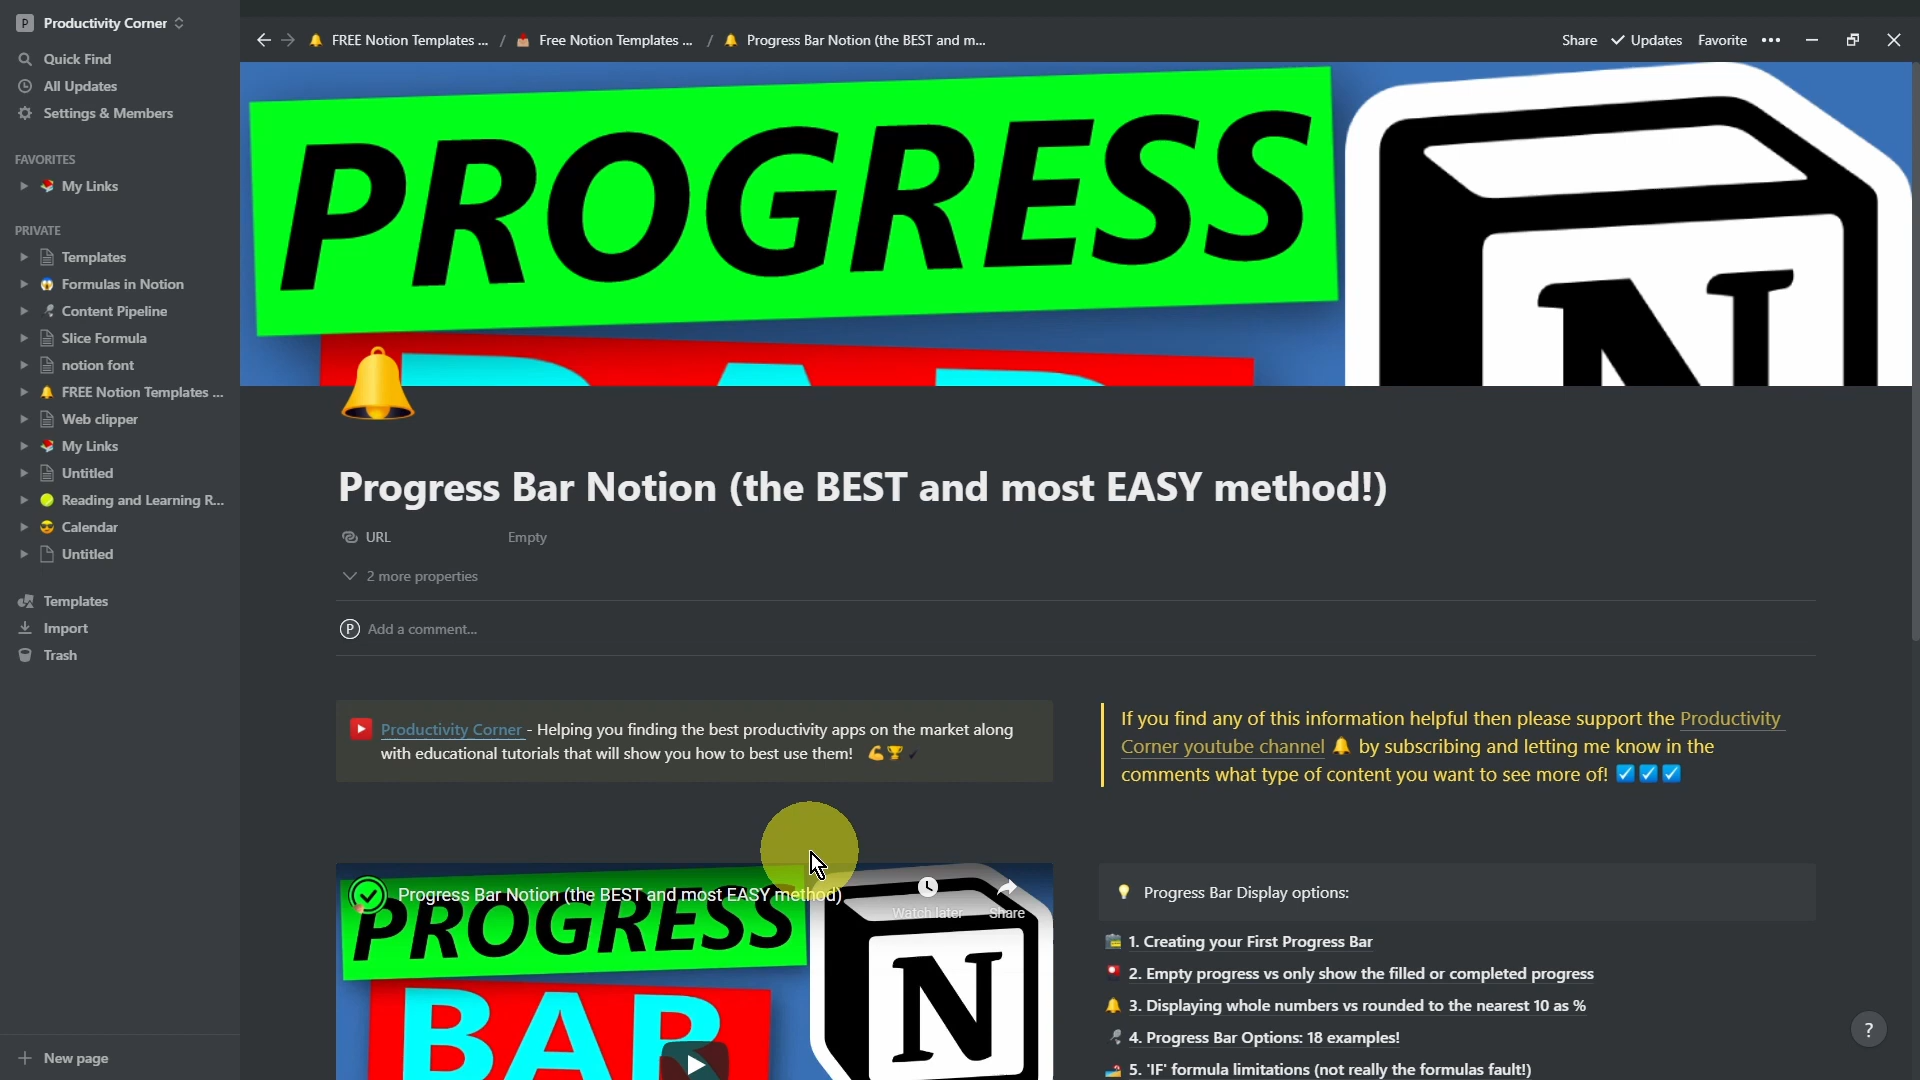 P Productivity Corner
Quick Find
All Updates
Settings & Members
FAVORITES
My Links
PRIVATE
Templates
Formulas in Notion
Content Pipeline
Slice Formula
notion font
FREE Notion Templates ...
Web clipper
My Links
Untitled
Reading and Learning R...
Calendar
Untitled
Templates
Import
Trash
New page
FREE Notion Templates ... / Free Notion Templates ... / Progress Bar Notion (the BEST and m...
Share Updates Favorite
PROGRESS
N
Progress Bar Notion (the BEST and most EASY method!)
URL Empty
2 more properties
P Add a comment...
Productivity Corner - Helping you finding the best productivity apps on the market along
with educational tutorials that will show you how to best use them!
If you find any of this information helpful then please support the Productivity
Corner youtube channel by subscribing and letting me know in the
comments what type of content you want to see more of!
Progress Bar Notion (the BEST and most EASY method)
Watch later Share
PROGRESS
BAR
N
Progress Bar Display options:
1. Creating your First Progress Bar
2. Empty progress vs only show the filled or completed progress
3. Displaying whole numbers vs rounded to the nearest 10 as %
4. Progress Bar Options: 18 examples!
5. 'IF' formula limitations (not really the formulas fault!)
?